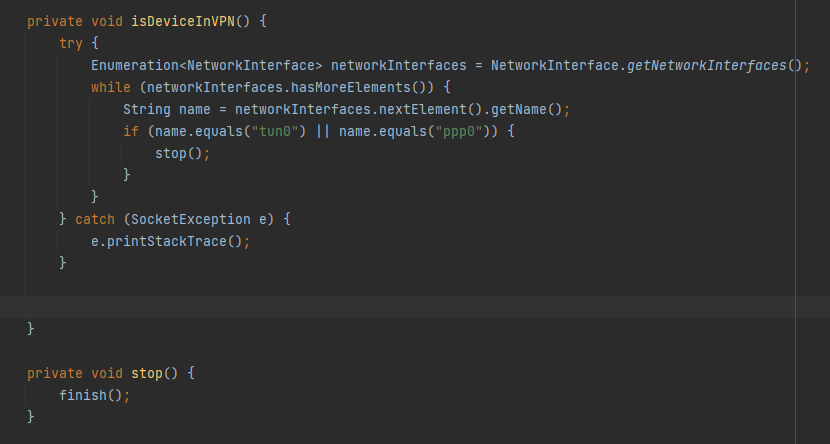 private void isDeviceInVPN() {
    try {
        Enumeration<NetworkInterface> networkInterfaces = NetworkInterface.getNetworkInterfaces();
        while (networkInterfaces.hasMoreElements()) {
            String name = networkInterfaces.nextElement().getName();
            if (name.equals("tun0") || name.equals("ppp0")) {
                stop();
            }
        }
    } catch (SocketException e) {
        e.printStackTrace();
    }
}
private void stop() {
    finish();
}